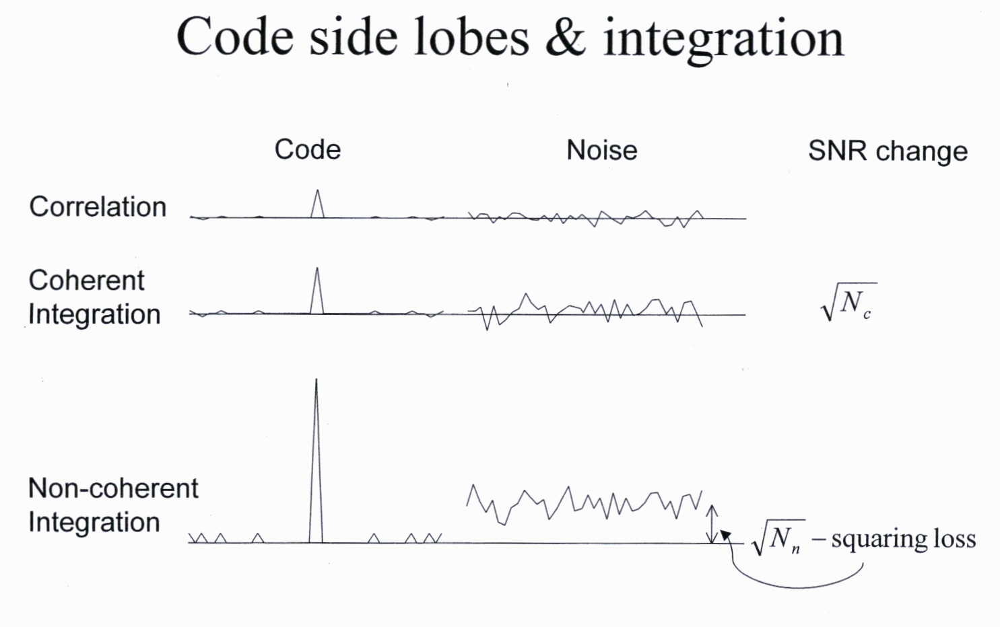 Code side lobes & integration
Code Noise SNR change
Correlation
Coherent
Integration
√N_c
Non-coherent
Integration
√N_n – squaring loss